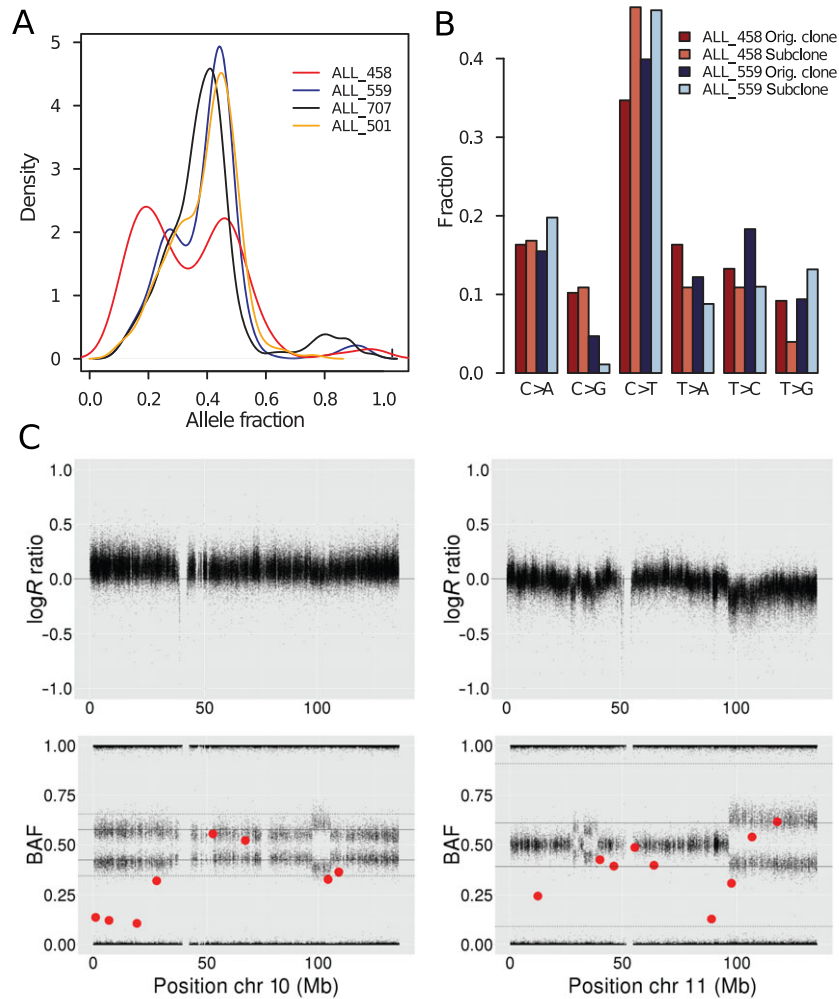 A
Density
5
4
3
2
1
0
0.0 0.2 0.4 0.6 0.8 1.0
Allele fraction
ALL_458
ALL_559
ALL_707
ALL_501
B
Fraction
0.4
0.3
0.2
0.1
0.0
C>A C>G C>T T>A T>C T>G
ALL_458 Orig. clone
ALL_458 Subclone
ALL_559 Orig. clone
ALL_559 Subclone
C
logR ratio
1.0
0.5
0.0
−0.5
−1.0
0 50 100
logR ratio
1.0
0.5
0.0
−0.5
−1.0
0 50 100
BAF
1.00
0.75
0.50
0.25
0.00
0 50 100
Position chr 10 (Mb)
BAF
1.00
0.75
0.50
0.25
0.00
0 50 100
Position chr 11 (Mb)